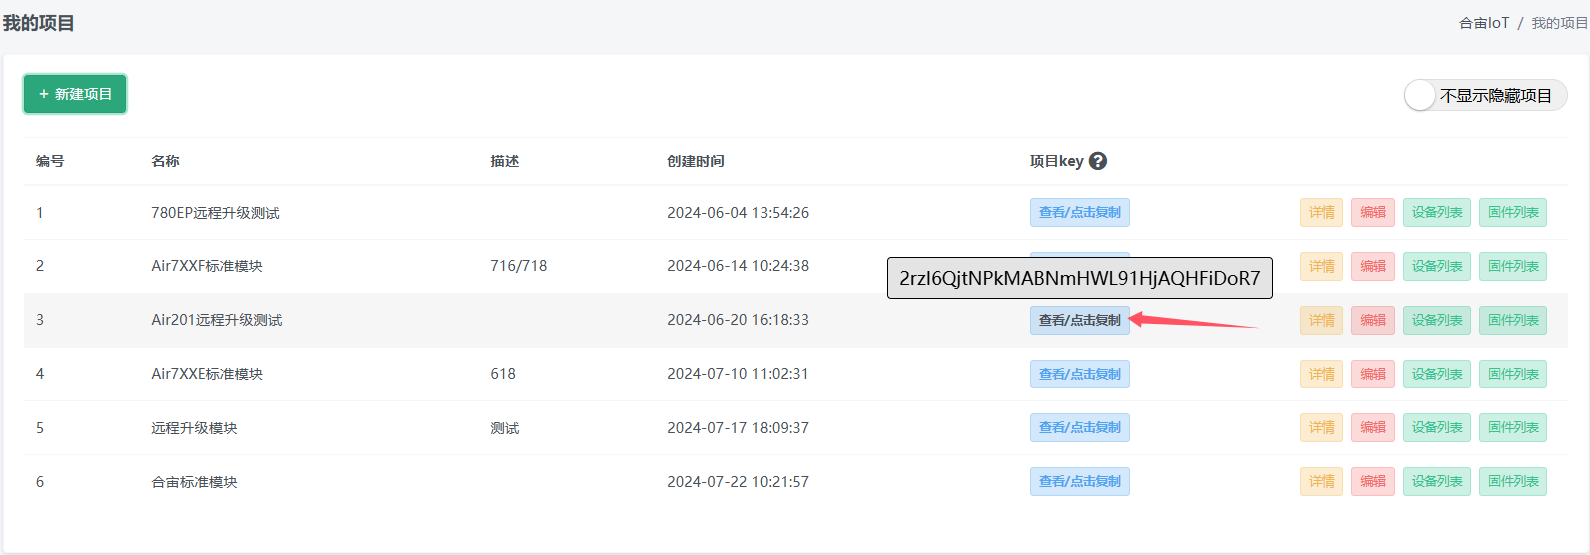 我的项目
合宙IoT / 我的项目
+ 新建项目
不显示隐藏项目
编号 名称 描述 创建时间 项目key ?
1 780EP远程升级测试 2024-06-04 13:54:26 查看/点击复制 详情 编辑 设备列表 固件列表
2 Air7XXF标准模块 716/718 2024-06-14 10:24:38 详情 编辑 设备列表 固件列表
2rzI6QjtNPkMABNmHWL91HjAQHFiDoR7
3 Air201远程升级测试 2024-06-20 16:18:33 查看/点击复制 详情 编辑 设备列表 固件列表
4 Air7XXE标准模块 618 2024-07-10 11:02:31 查看/点击复制 详情 编辑 设备列表 固件列表
5 远程升级模块 测试 2024-07-17 18:09:37 查看/点击复制 详情 编辑 设备列表 固件列表
6 合宙标准模块 2024-07-22 10:21:57 查看/点击复制 详情 编辑 设备列表 固件列表